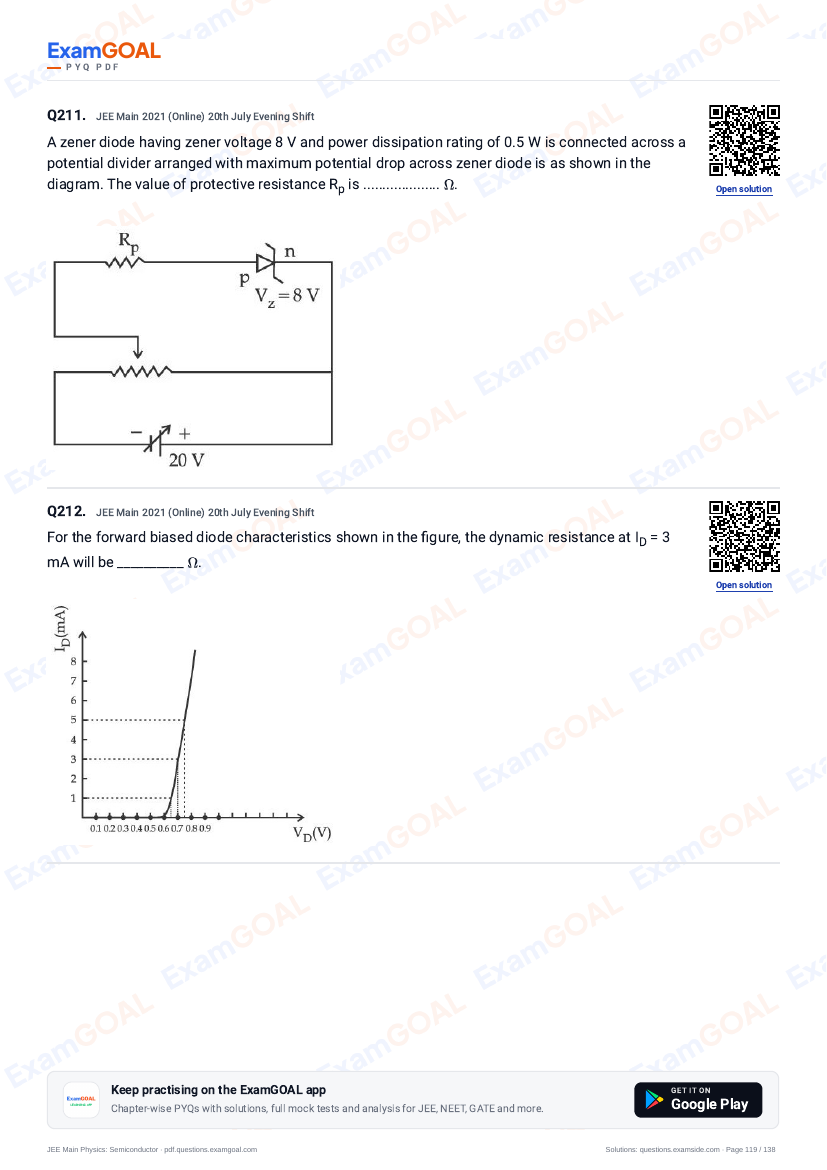 ExamGOAL
PYQ PDF
Q211. JEE Main 2021 (Online) 20th July Evening Shift
A zener diode having zener voltage 8 V and power dissipation rating of 0.5 W is connected across a
potential divider arranged with maximum potential drop across zener diode is as shown in the
diagram. The value of protective resistance Rp is .................... Ω.
Open solution
Rp
n
p
Vz = 8 V
− +
20 V
Q212. JEE Main 2021 (Online) 20th July Evening Shift
For the forward biased diode characteristics shown in the figure, the dynamic resistance at ID = 3
mA will be __________ Ω.
Open solution
ID(mA)
8
7
6
5
4
3
2
1
0.1 0.2 0.3 0.4 0.5 0.6 0.7 0.8 0.9
VD(V)
ExamGOAL
Keep practising on the ExamGOAL app
Chapter-wise PYQs with solutions, full mock tests and analysis for JEE, NEET, GATE and more.
GET IT ON
Google Play
JEE Main Physics: Semiconductor · pdf.questions.examgoal.com
Solutions: questions.examside.com · Page 119 / 138